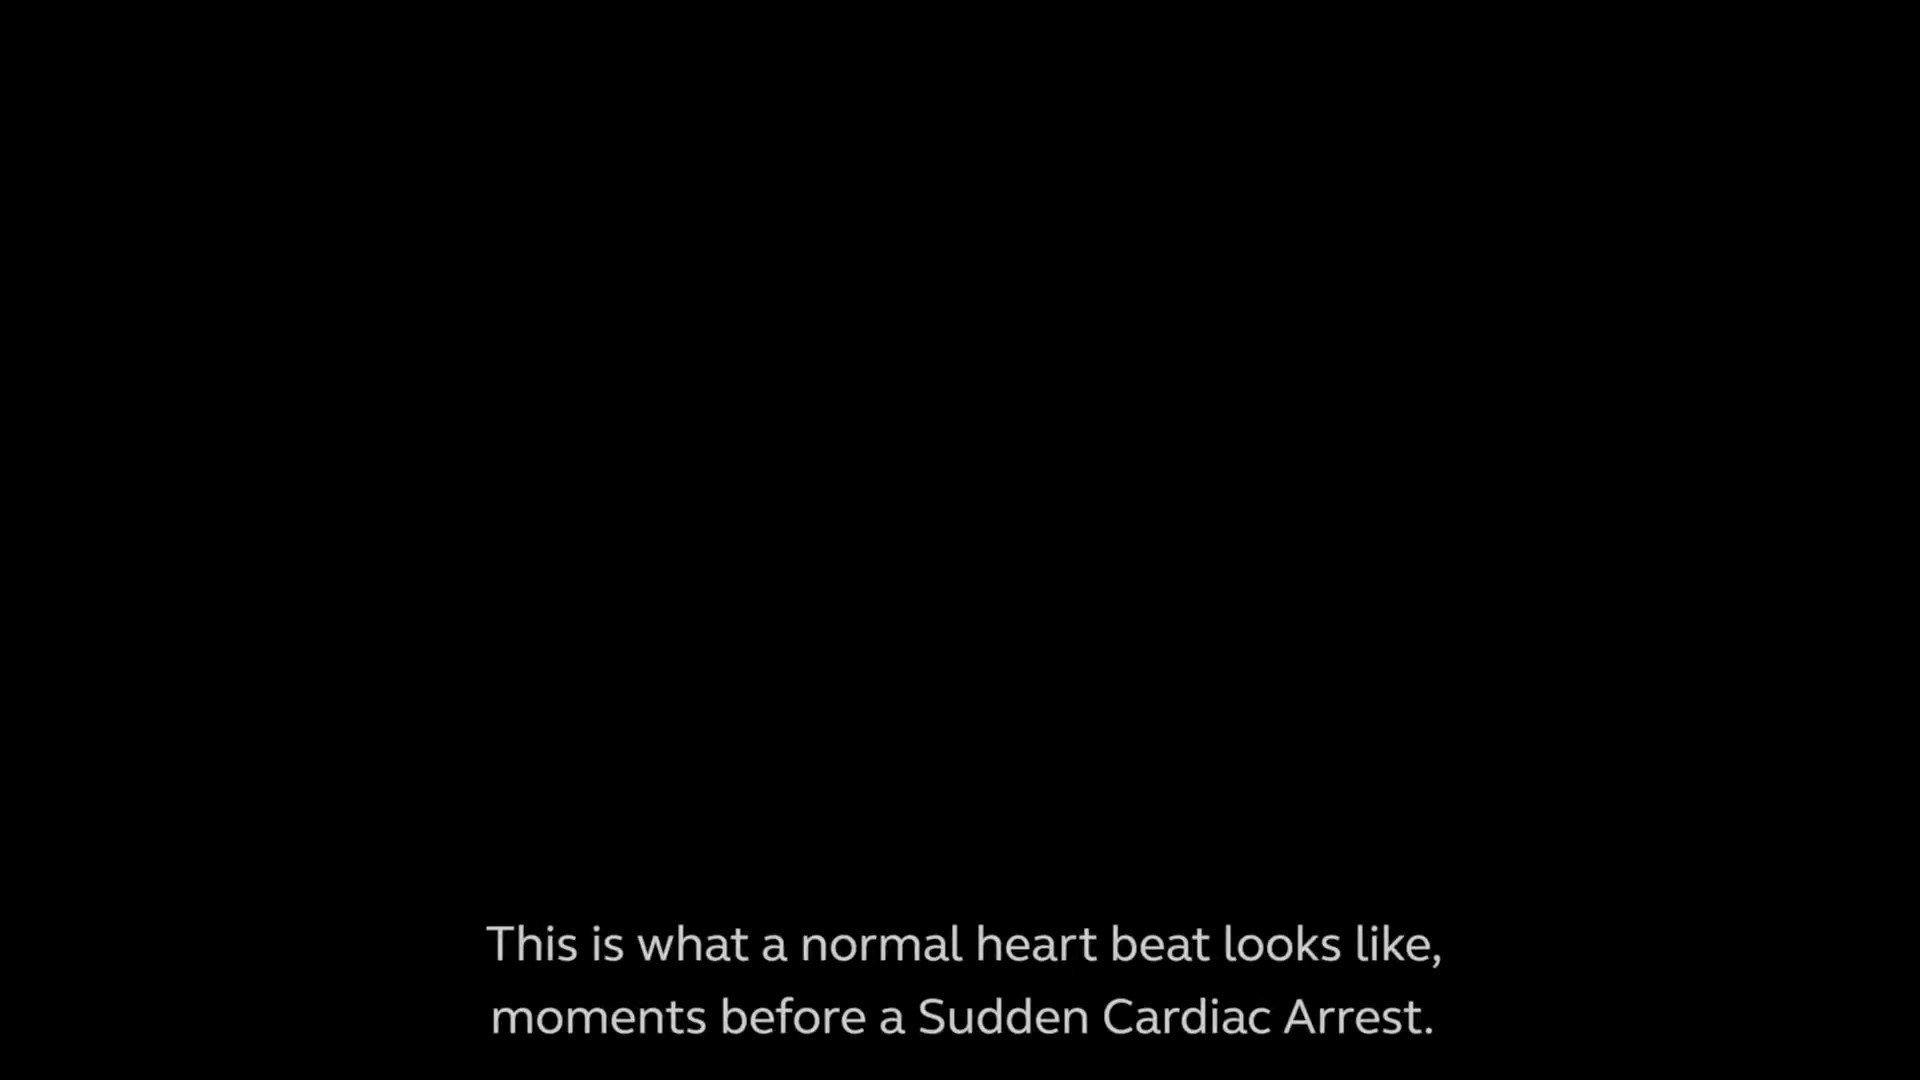 This is what a normal heart beat looks like,
moments before a Sudden Cardiac Arrest.